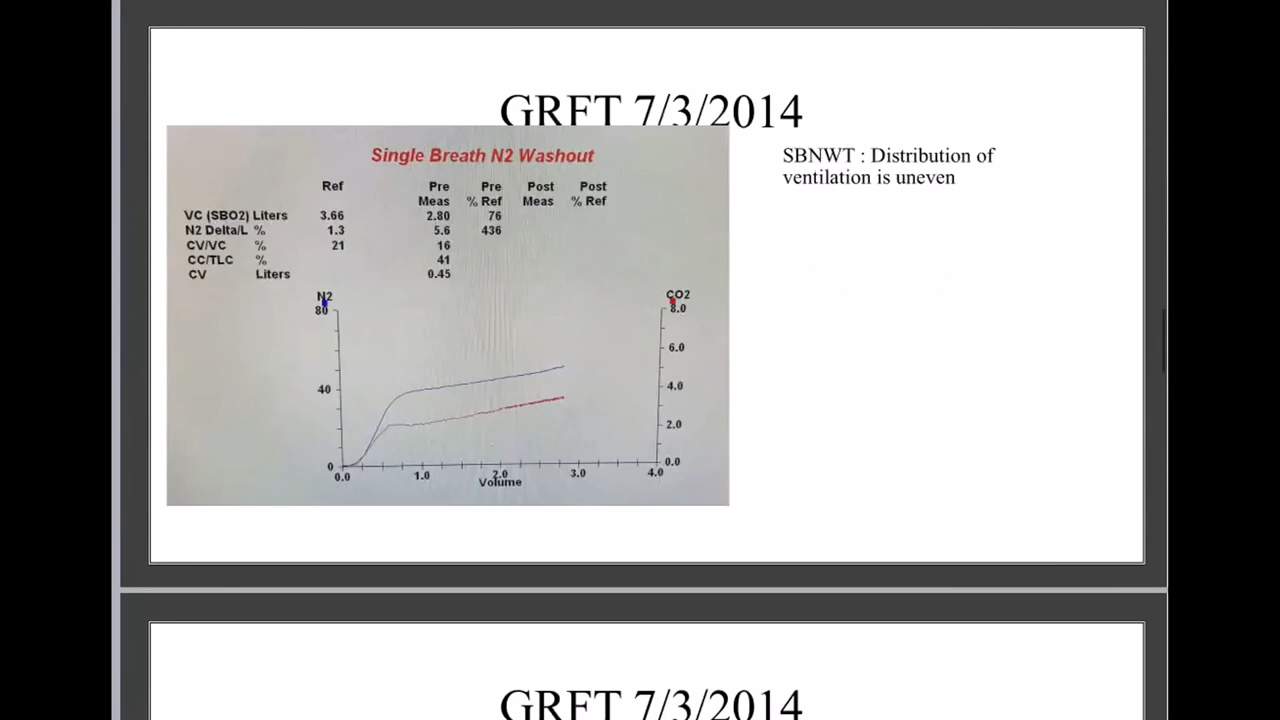 GRFT 7/3/2014
Single Breath N2 Washout
Ref Pre Pre Post Post
Meas % Ref Meas % Ref
VC (SBO2) Liters 3.66 2.80 76
N2 Delta/L % 1.3 5.6 436
CV/VC % 21 16
CC/TLC % 41
CV Liters 0.45
SBNWT : Distribution of
ventilation is uneven
N2 CO2
80 8.0
6.0
40 4.0
2.0
0 0.0
0.0 1.0 2.0 3.0 4.0
Volume
GRFT 7/3/2014